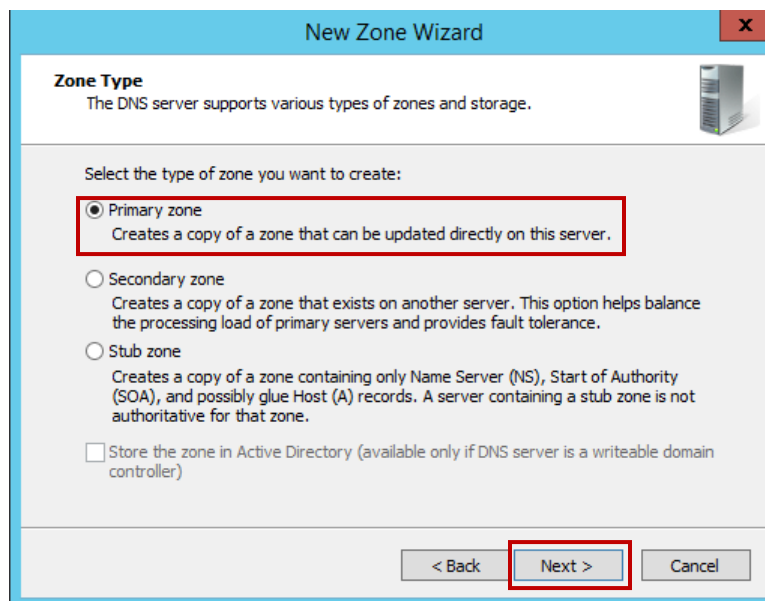 New Zone Wizard
x
Zone Type
The DNS server supports various types of zones and storage.
Select the type of zone you want to create:
Primary zone
Creates a copy of a zone that can be updated directly on this server.
Secondary zone
Creates a copy of a zone that exists on another server. This option helps balance
the processing load of primary servers and provides fault tolerance.
Stub zone
Creates a copy of a zone containing only Name Server (NS), Start of Authority
(SOA), and possibly glue Host (A) records. A server containing a stub zone is not
authoritative for that zone.
Store the zone in Active Directory (available only if DNS server is a writeable domain
controller)
< Back Next > Cancel